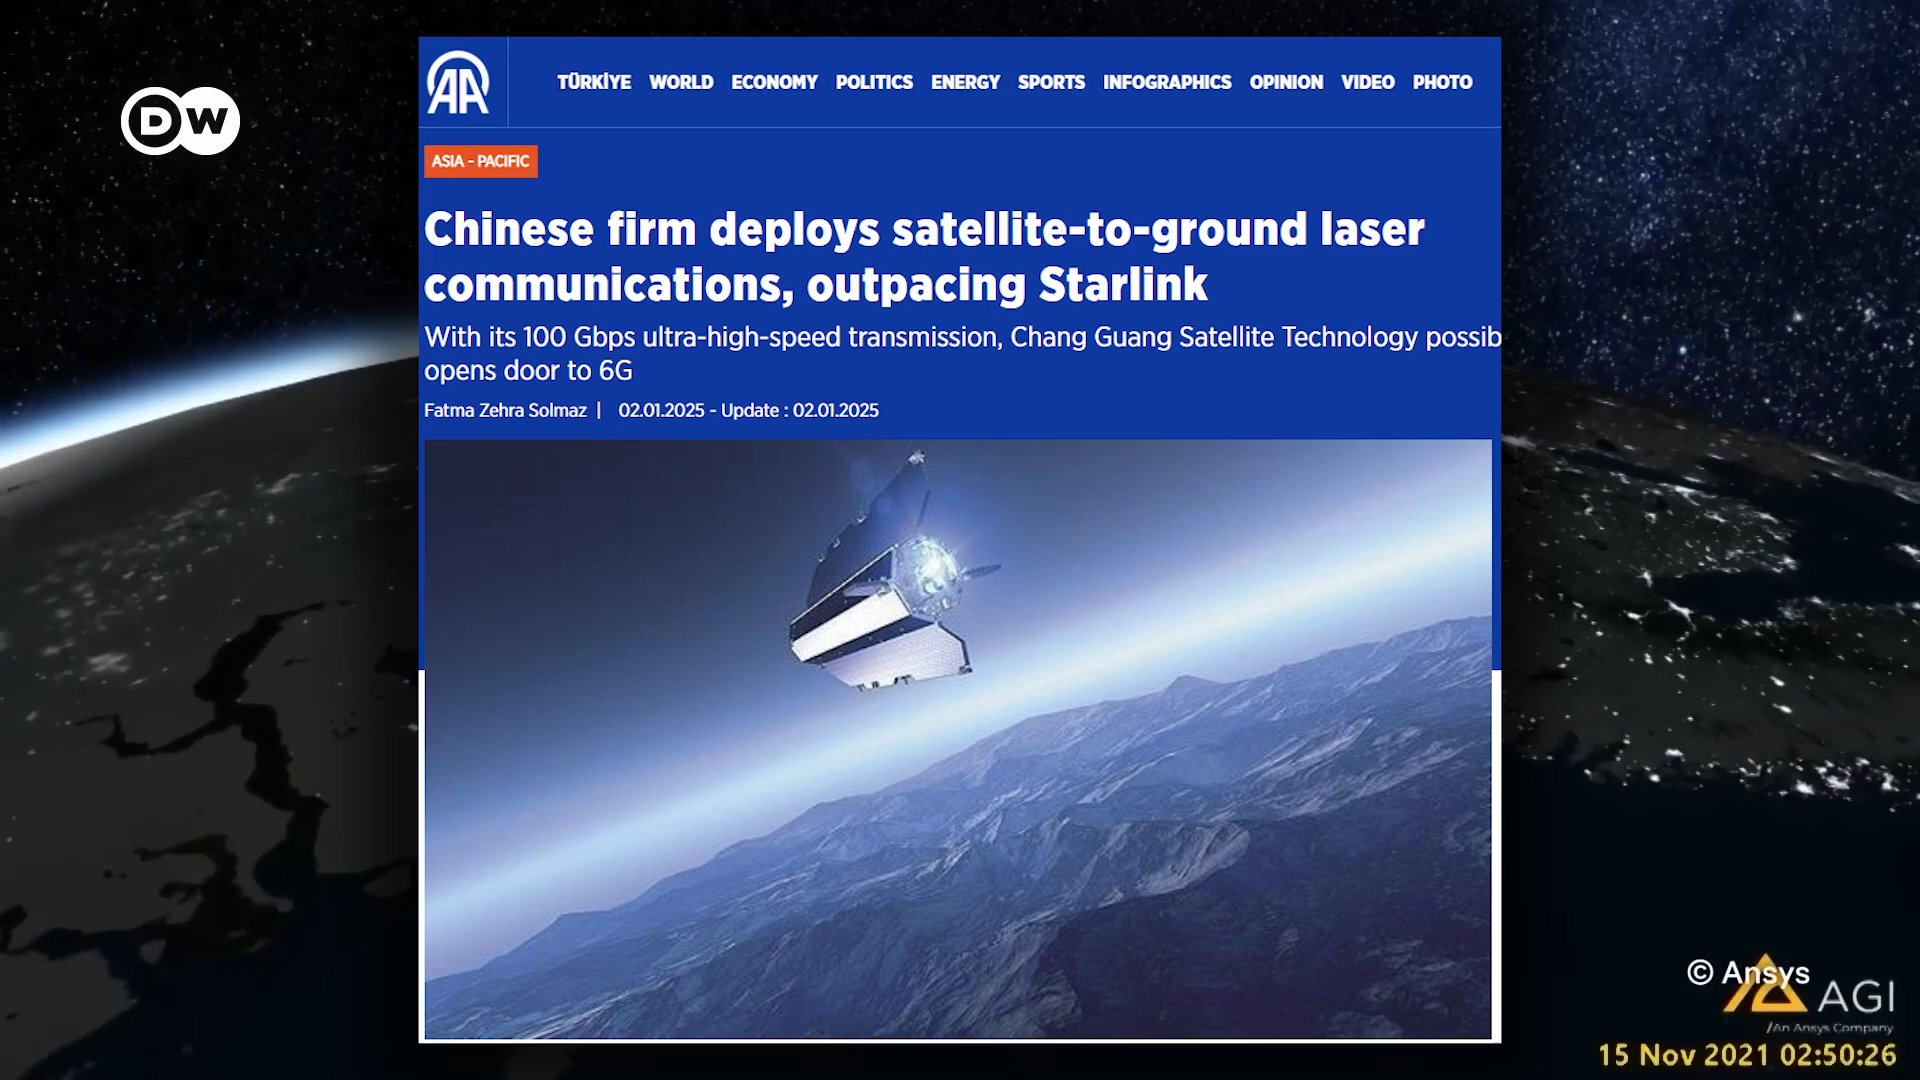 DW
AA
TÜRKİYE WORLD ECONOMY POLITICS ENERGY SPORTS INFOGRAPHICS OPINION VIDEO PHOTO
ASIA - PACIFIC
Chinese firm deploys satellite-to-ground laser
communications, outpacing Starlink
With its 100 Gbps ultra-high-speed transmission, Chang Guang Satellite Technology possib
opens door to 6G
Fatma Zehra Solmaz | 02.01.2025 - Update : 02.01.2025
© Ansys
AGI
/An Ansys Company
15 Nov 2021 02:50:26